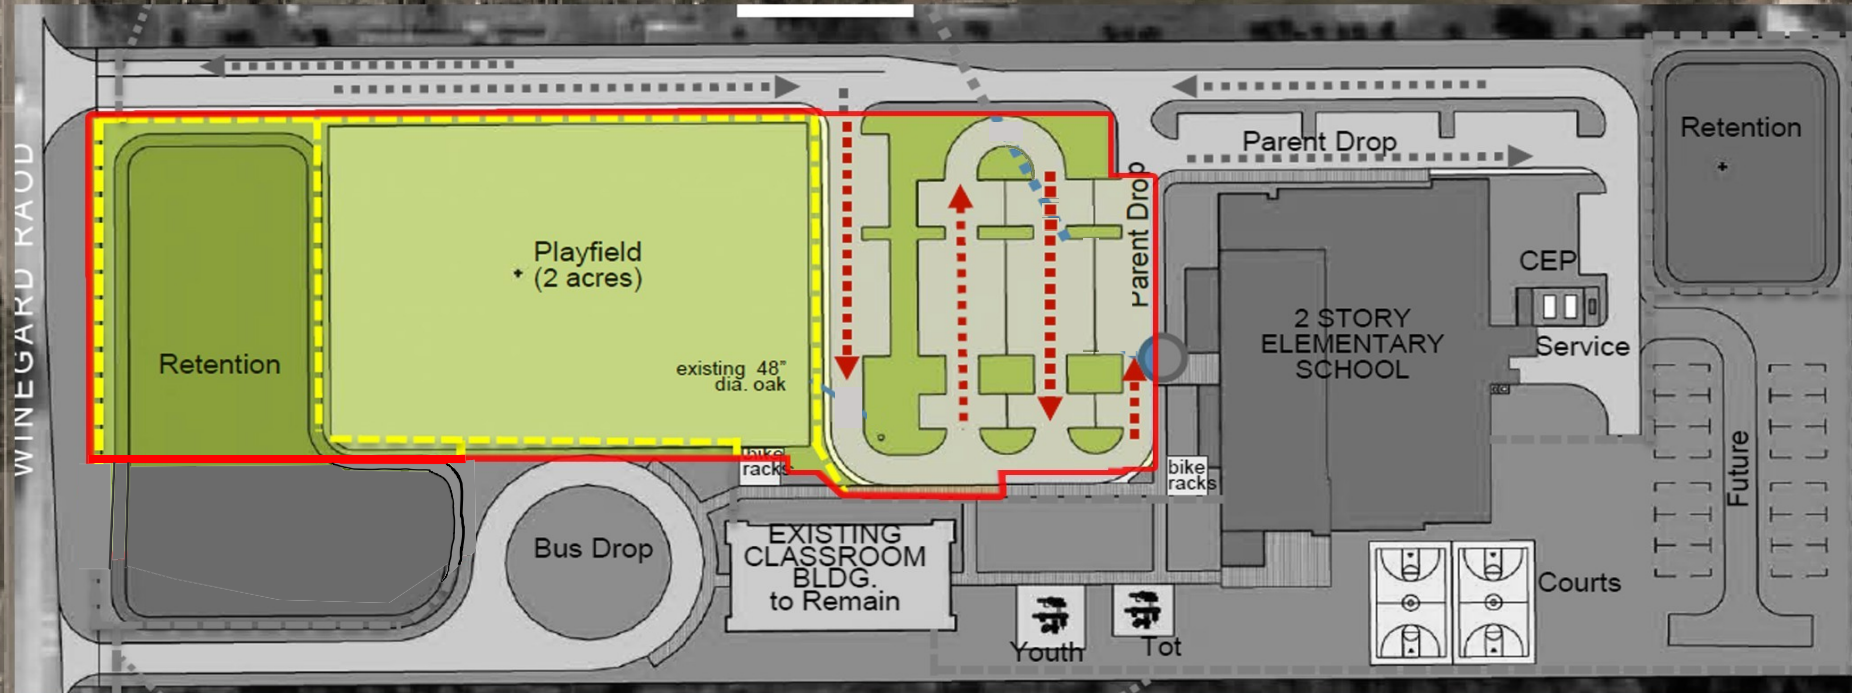 WINEGARD RAOD
Retention
Playfield
(2 acres)
existing 48"
dia. oak
bike
racks
Bus Drop
EXISTING
CLASSROOM
BLDG.
to Remain
Parent Drop
Parent Drop
bike
racks
2 STORY
ELEMENTARY
SCHOOL
CEP
Service
Retention
Future
Courts
Youth
Tot